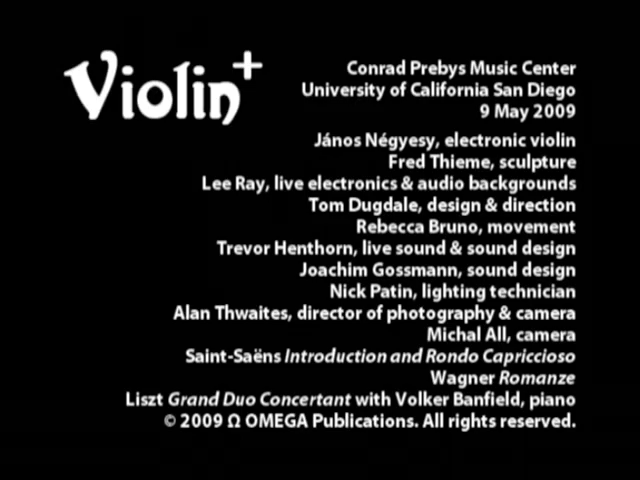 Violin+
Conrad Prebys Music Center
University of California San Diego
9 May 2009
János Négyesy, electronic violin
Fred Thieme, sculpture
Lee Ray, live electronics & audio backgrounds
Tom Dugdale, design & direction
Rebecca Bruno, movement
Trevor Henthorn, live sound & sound design
Joachim Gossmann, sound design
Nick Patin, lighting technician
Alan Thwaites, director of photography & camera
Michal All, camera
Saint-Saëns Introduction and Rondo Capriccioso
Wagner Romanze
Liszt Grand Duo Concertant with Volker Banfield, piano
© 2009 Ω OMEGA Publications. All rights reserved.